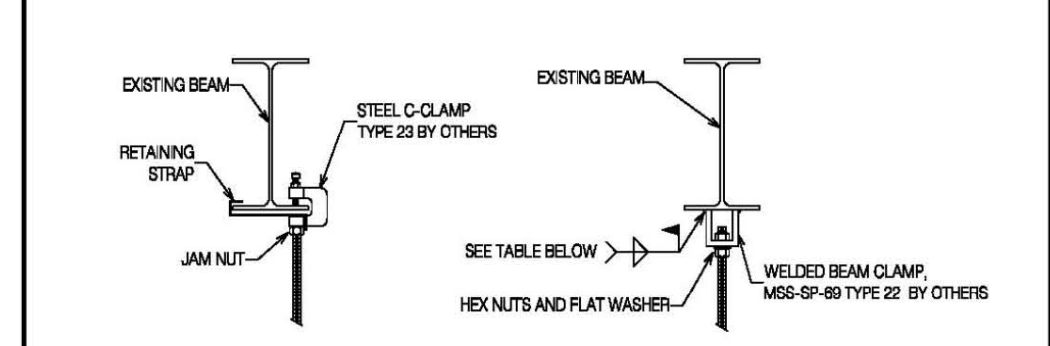 EXISTING BEAM
STEEL C-CLAMP
TYPE 23 BY OTHERS
RETAINING
STRAP
JAM NUT
EXISTING BEAM
SEE TABLE BELOW
WELDED BEAM CLAMP,
MSS-SP-69 TYPE 22 BY OTHERS
HEX NUTS AND FLAT WASHER